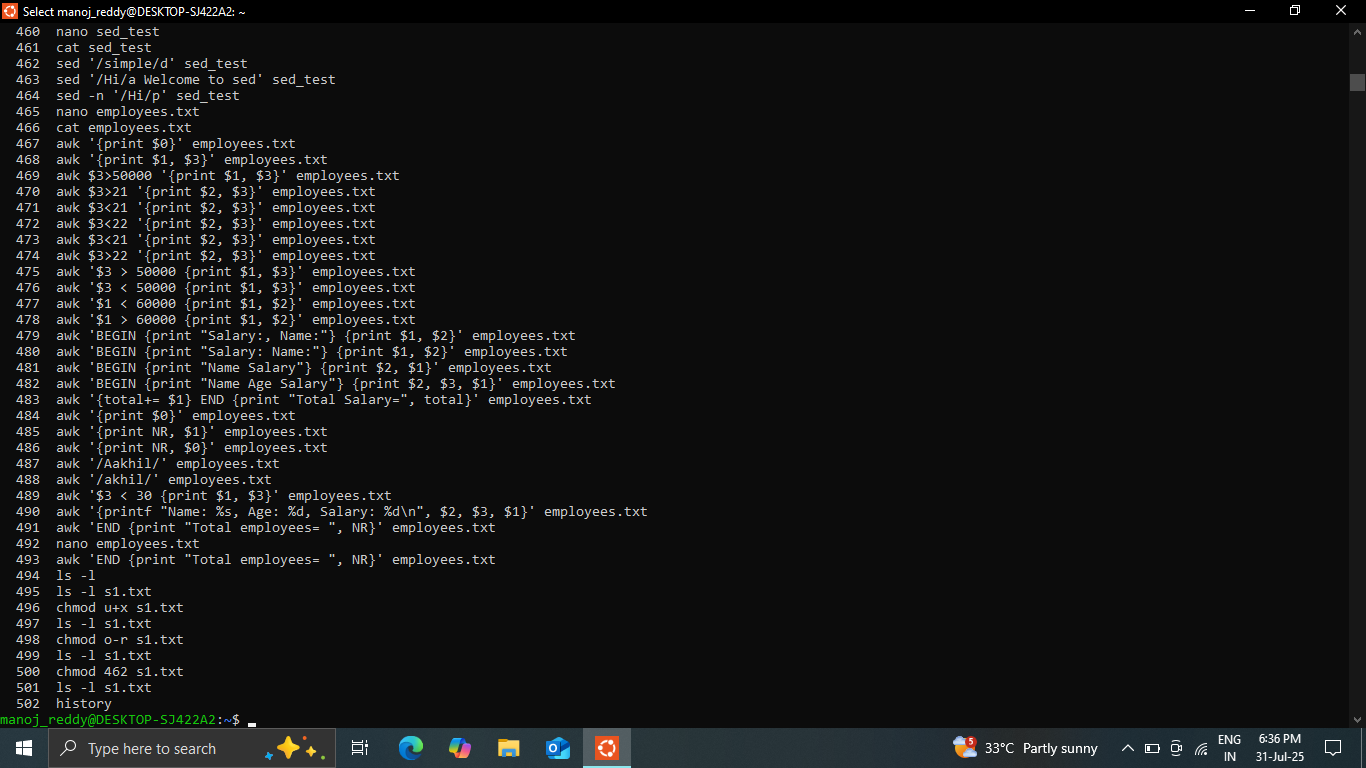 Select manoj_reddy@DESKTOP-SJ422A2: ~
460 nano sed_test
461 cat sed_test
462 sed '/simple/d' sed_test
463 sed '/Hi/a Welcome to sed' sed_test
464 sed -n '/Hi/p' sed_test
465 nano employees.txt
466 cat employees.txt
467 awk '{print $0}' employees.txt
468 awk '{print $1, $3}' employees.txt
469 awk $3>50000 '{print $1, $3}' employees.txt
470 awk $3>21 '{print $2, $3}' employees.txt
471 awk $3<21 '{print $2, $3}' employees.txt
472 awk $3<22 '{print $2, $3}' employees.txt
473 awk $3<21 '{print $2, $3}' employees.txt
474 awk $3>22 '{print $2, $3}' employees.txt
475 awk '$3 > 50000 {print $1, $3}' employees.txt
476 awk '$3 < 50000 {print $1, $3}' employees.txt
477 awk '$1 < 60000 {print $1, $2}' employees.txt
478 awk '$1 > 60000 {print $1, $2}' employees.txt
479 awk 'BEGIN {print "Salary:, Name:"} {print $1, $2}' employees.txt
480 awk 'BEGIN {print "Salary: Name:"} {print $1, $2}' employees.txt
481 awk 'BEGIN {print "Name Salary"} {print $2, $1}' employees.txt
482 awk 'BEGIN {print "Name Age Salary"} {print $2, $3, $1}' employees.txt
483 awk '{total+= $1} END {print "Total Salary=", total}' employees.txt
484 awk '{print $0}' employees.txt
485 awk '{print NR, $1}' employees.txt
486 awk '{print NR, $0}' employees.txt
487 awk '/Aakhil/' employees.txt
488 awk '/akhil/' employees.txt
489 awk '$3 < 30 {print $1, $3}' employees.txt
490 awk '{printf "Name: %s, Age: %d, Salary: %d\n", $2, $3, $1}' employees.txt
491 awk 'END {print "Total employees= ", NR}' employees.txt
492 nano employees.txt
493 awk 'END {print "Total employees= ", NR}' employees.txt
494 ls -l
495 ls -l s1.txt
496 chmod u+x s1.txt
497 ls -l s1.txt
498 chmod o-r s1.txt
499 ls -l s1.txt
500 chmod 462 s1.txt
501 ls -l s1.txt
502 history
manoj_reddy@DESKTOP-SJ422A2:~$
Type here to search
5
33°C Partly sunny
ENG
IN
6:36 PM
31-Jul-25